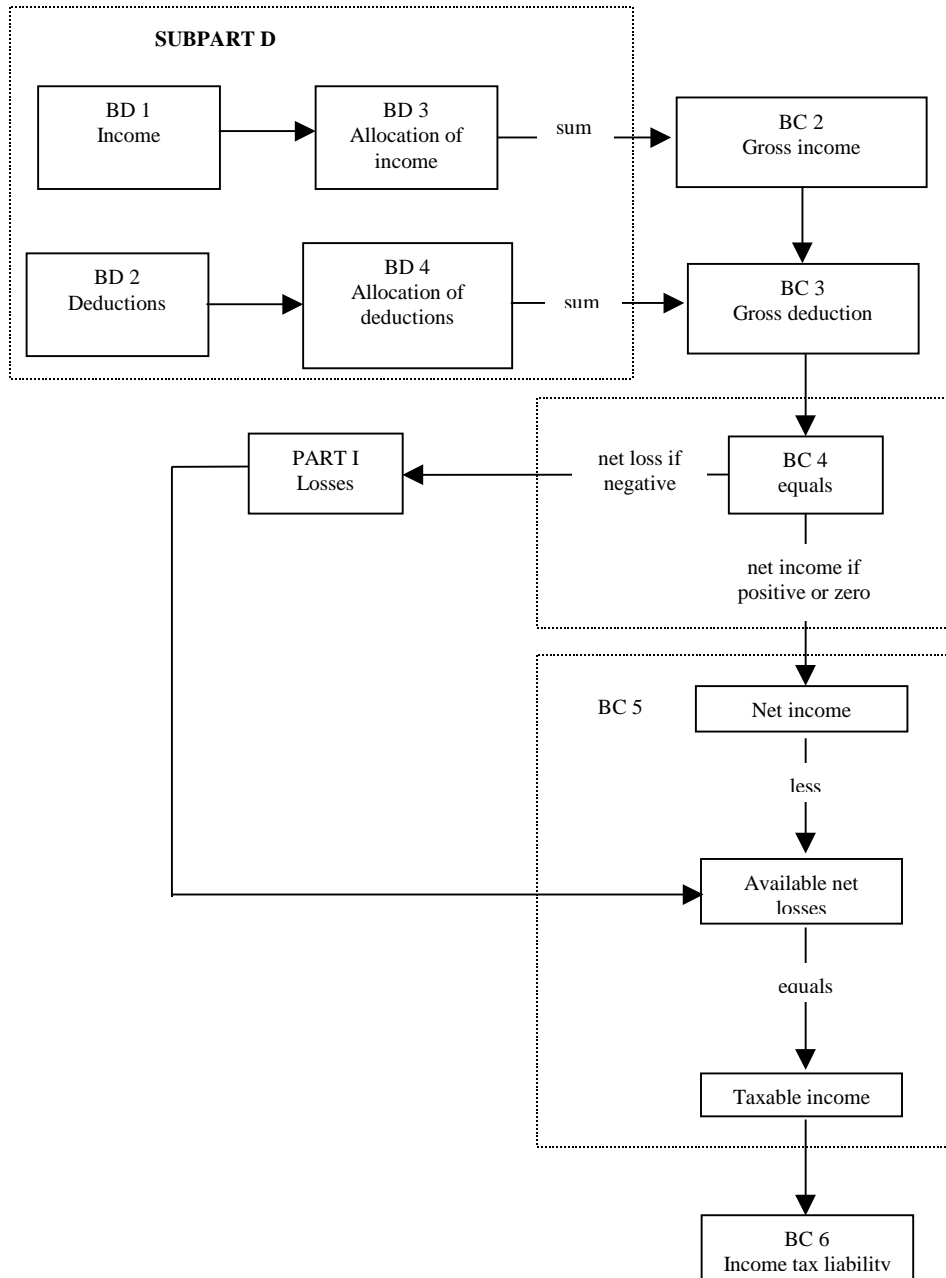 SUBPART D
BD 1
Income
BD 3
Allocation of
income
sum
BC 2
Gross income
BD 2
Deductions
BD 4
Allocation of
deductions
sum
BC 3
Gross deduction
PART I
Losses
net loss if
negative
BC 4
equals
net income if
positive or zero
BC 5
Net income
less
Available net
losses
equals
Taxable income
BC 6
Income tax liability